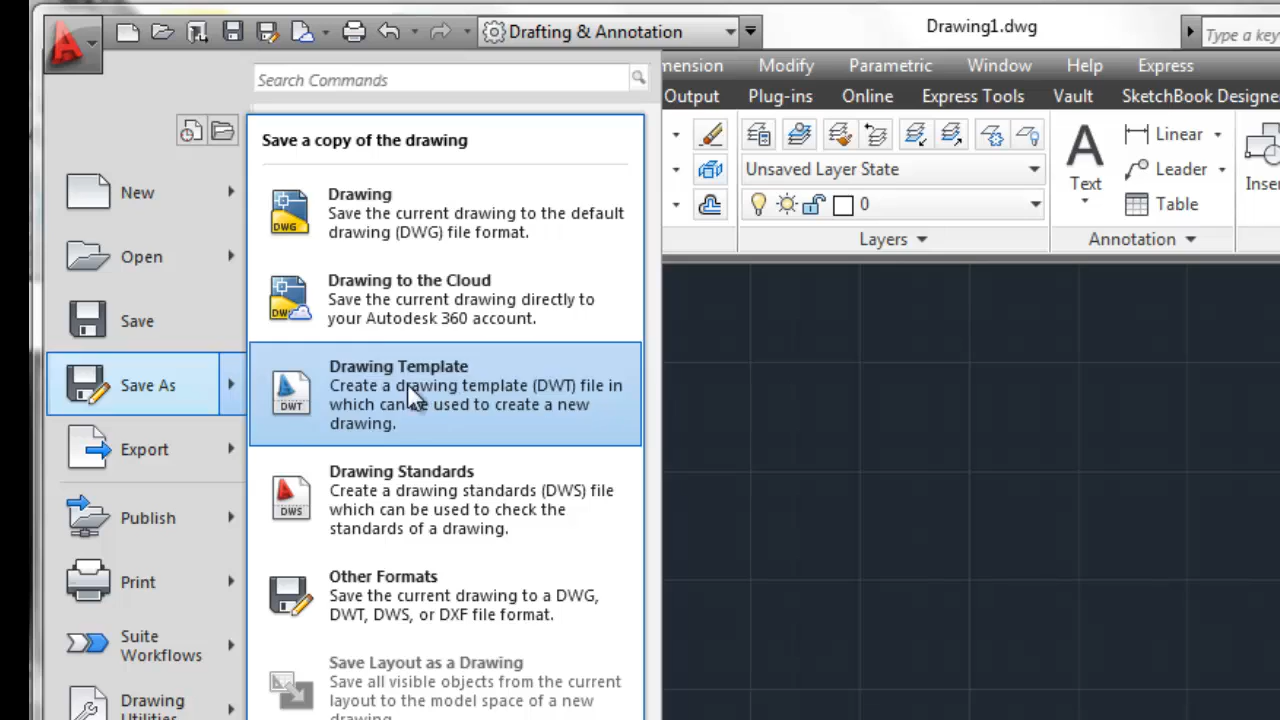 Drafting & Annotation
Drawing1.dwg
Type a key
Search Commands
mension Modify Parametric Window Help Express
Output Plug-ins Online Express Tools Vault SketchBook Designe
Save a copy of the drawing
New
Open
Save
Save As
Export
Publish
Print
Suite
Workflows
Drawing
Utilities
Drawing
Save the current drawing to the default
drawing (DWG) file format.
DWG
Drawing to the Cloud
Save the current drawing directly to
your Autodesk 360 account.
Drawing Template
Create a drawing template (DWT) file in
which can be used to create a new
drawing.
DWT
Drawing Standards
Create a drawing standards (DWS) file
which can be used to check the
standards of a drawing.
DWS
Other Formats
Save the current drawing to a DWG,
DWT, DWS, or DXF file format.
Save Layout as a Drawing
Save all visible objects from the current
layout to the model space of a new
drawing.
Unsaved Layer State
0
Layers
A
Text
Linear
Leader
Table
Annotation
Inser